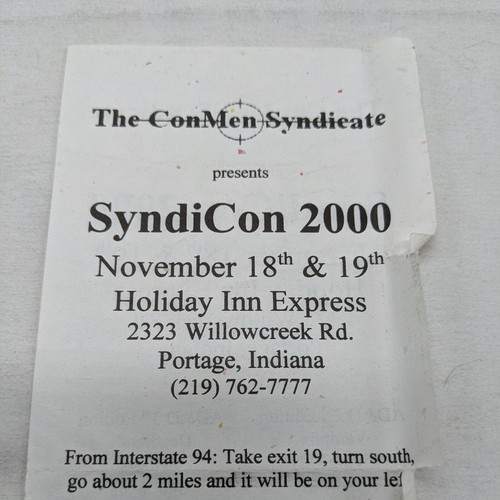 The ConMen Syndicate
presents
SyndiCon 2000
November 18th & 19th
Holiday Inn Express
2323 Willowcreek Rd.
Portage, Indiana
(219) 762-7777
From Interstate 94: Take exit 19, turn south,
go about 2 miles and it will be on your lef